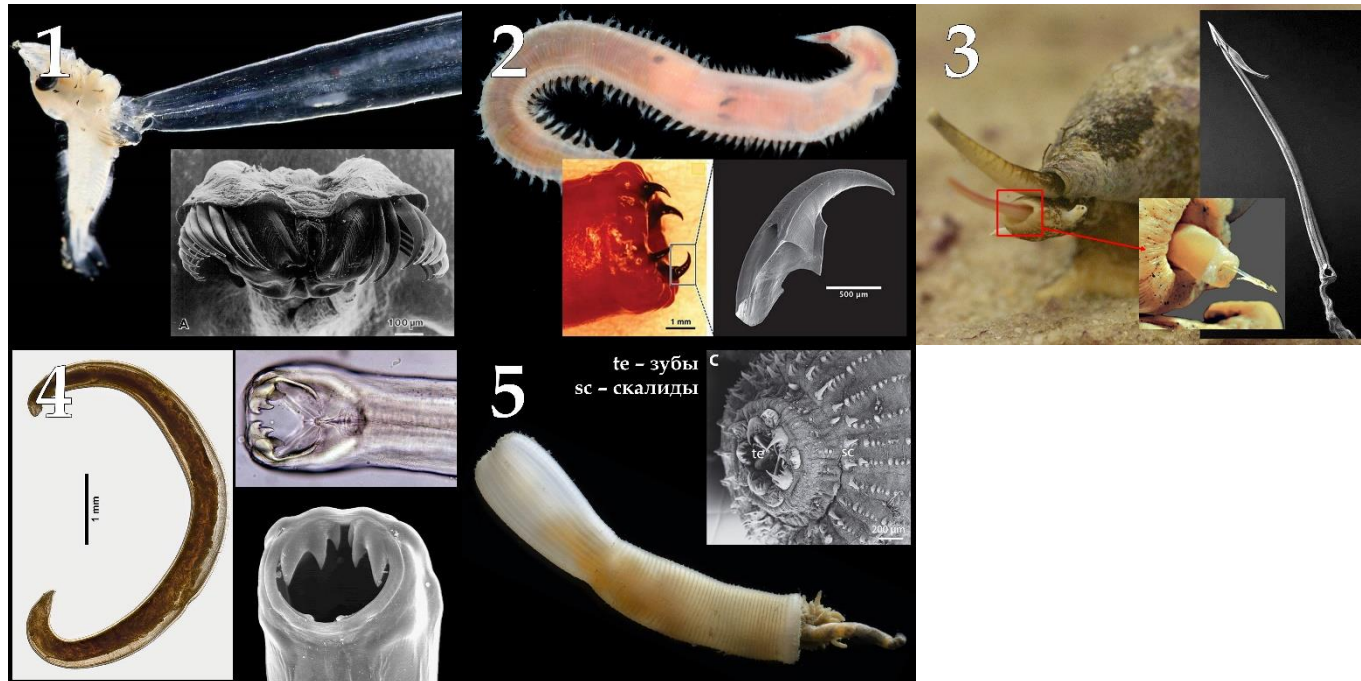 1
A
100 µm
2
1 mm
500 µm
3
4
1 mm
5
te – зубы
sc – скалиды
C
te
sc
200 µm